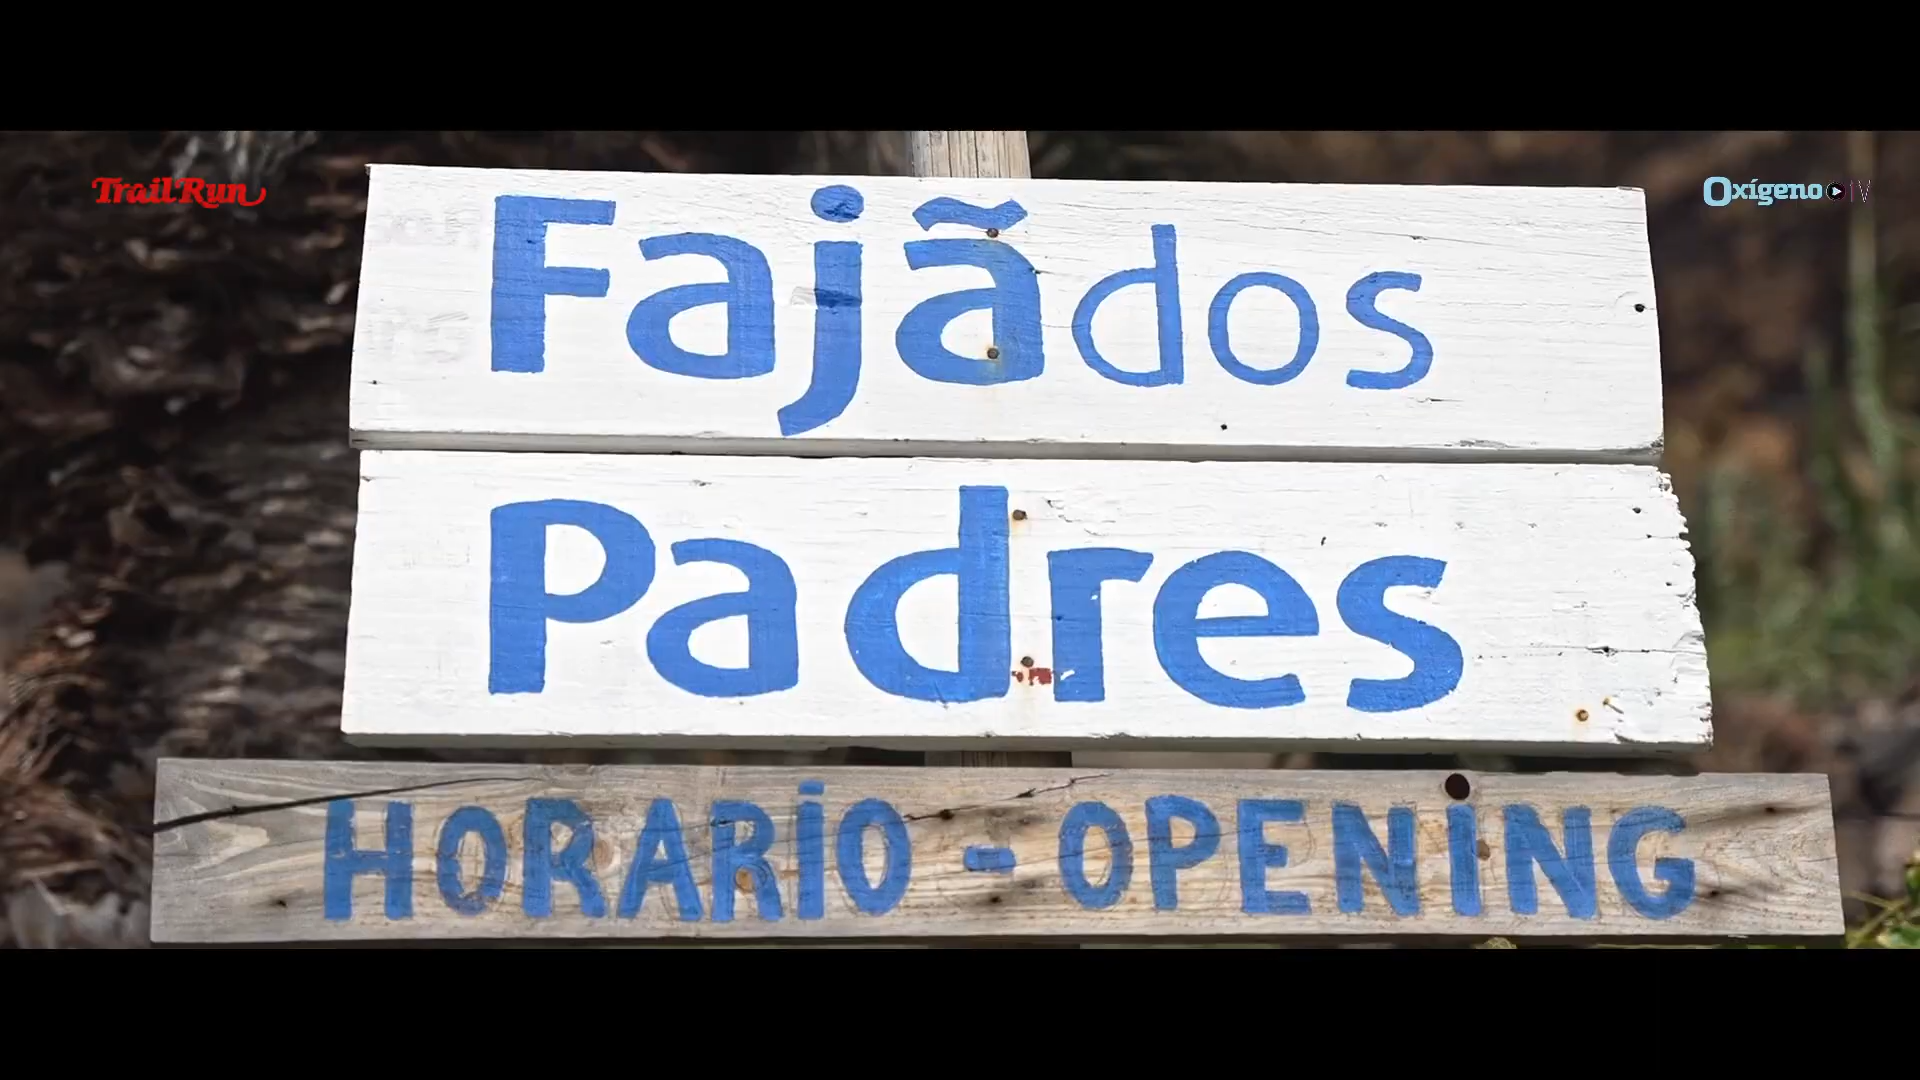 Trail Run
Oxígeno TV
Fajã dos
Padres
HORARiO - OPENiNG